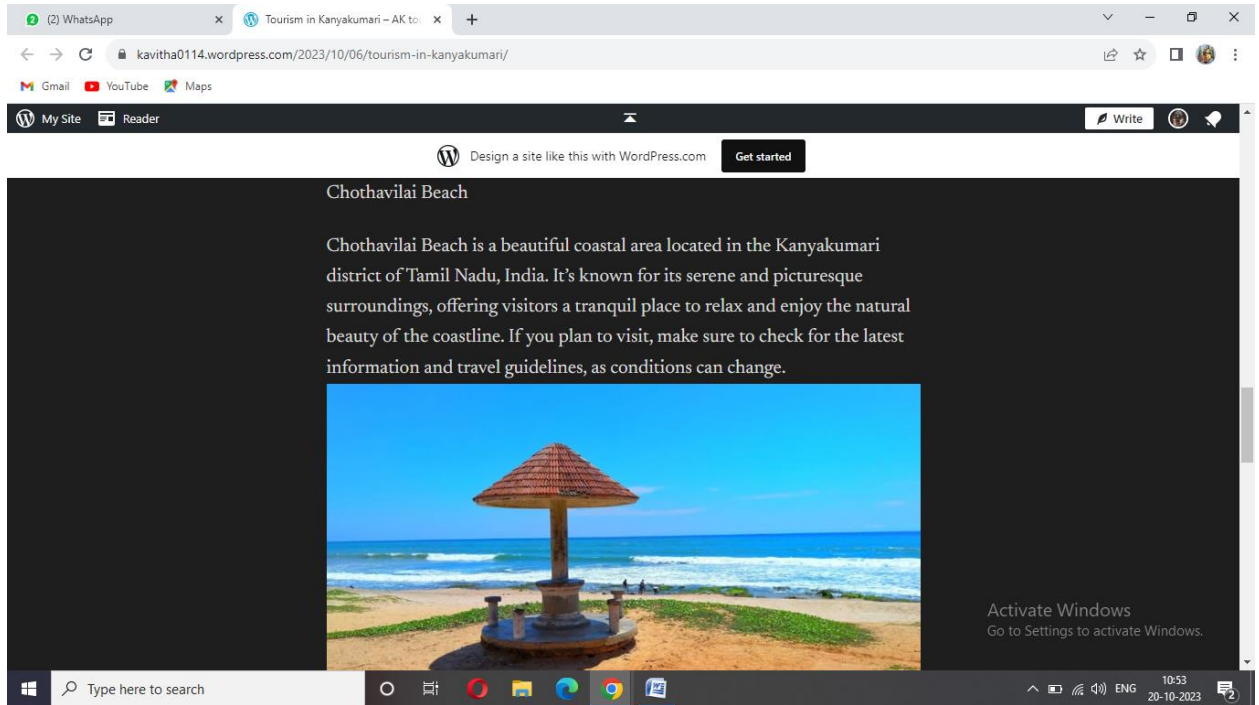 (2) WhatsApp
Tourism in Kanyakumari – AK to
kavitha0114.wordpress.com/2023/10/06/tourism-in-kanyakumari/
Gmail YouTube Maps
My Site Reader Write
Design a site like this with WordPress.com Get started
Chothavilai Beach
Chothavilai Beach is a beautiful coastal area located in the Kanyakumari
district of Tamil Nadu, India. It’s known for its serene and picturesque
surroundings, offering visitors a tranquil place to relax and enjoy the natural
beauty of the coastline. If you plan to visit, make sure to check for the latest
information and travel guidelines, as conditions can change.
Activate Windows
Go to Settings to activate Windows.
Type here to search
ENG
10:53
20-10-2023
2